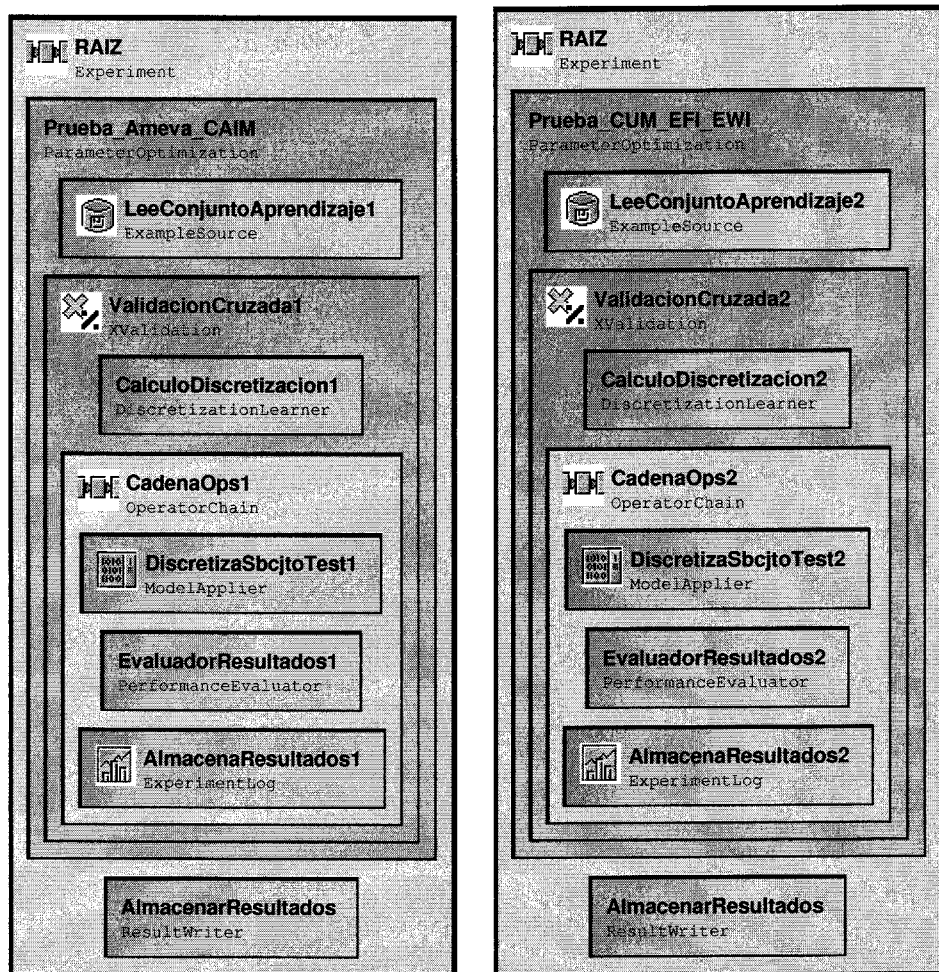 RAIZ
Experiment
Prueba_Ameva_CAIM
ParameterOptimization
LeeConjuntoAprendizaje1
ExampleSource
ValidacionCruzada1
XValidation
CalculoDiscretizacion1
DiscretizationLearner
CadenaOps1
OperatorChain
DiscretizaSbcjtoTest1
ModelApplier
EvaluadorResultados1
PerformanceEvaluator
AlmacenaResultados1
ExperimentLog
AlmacenarResultados
ResultWriter
RAIZ
Experiment
Prueba_CUM_EFI_EWI
ParameterOptimization
LeeConjuntoAprendizaje2
ExampleSource
ValidacionCruzada2
XValidation
CalculoDiscretizacion2
DiscretizationLearner
CadenaOps2
OperatorChain
DiscretizaSbcjtoTest2
ModelApplier
EvaluadorResultados2
PerformanceEvaluator
AlmacenaResultados2
ExperimentLog
AlmacenarResultados
ResultWriter